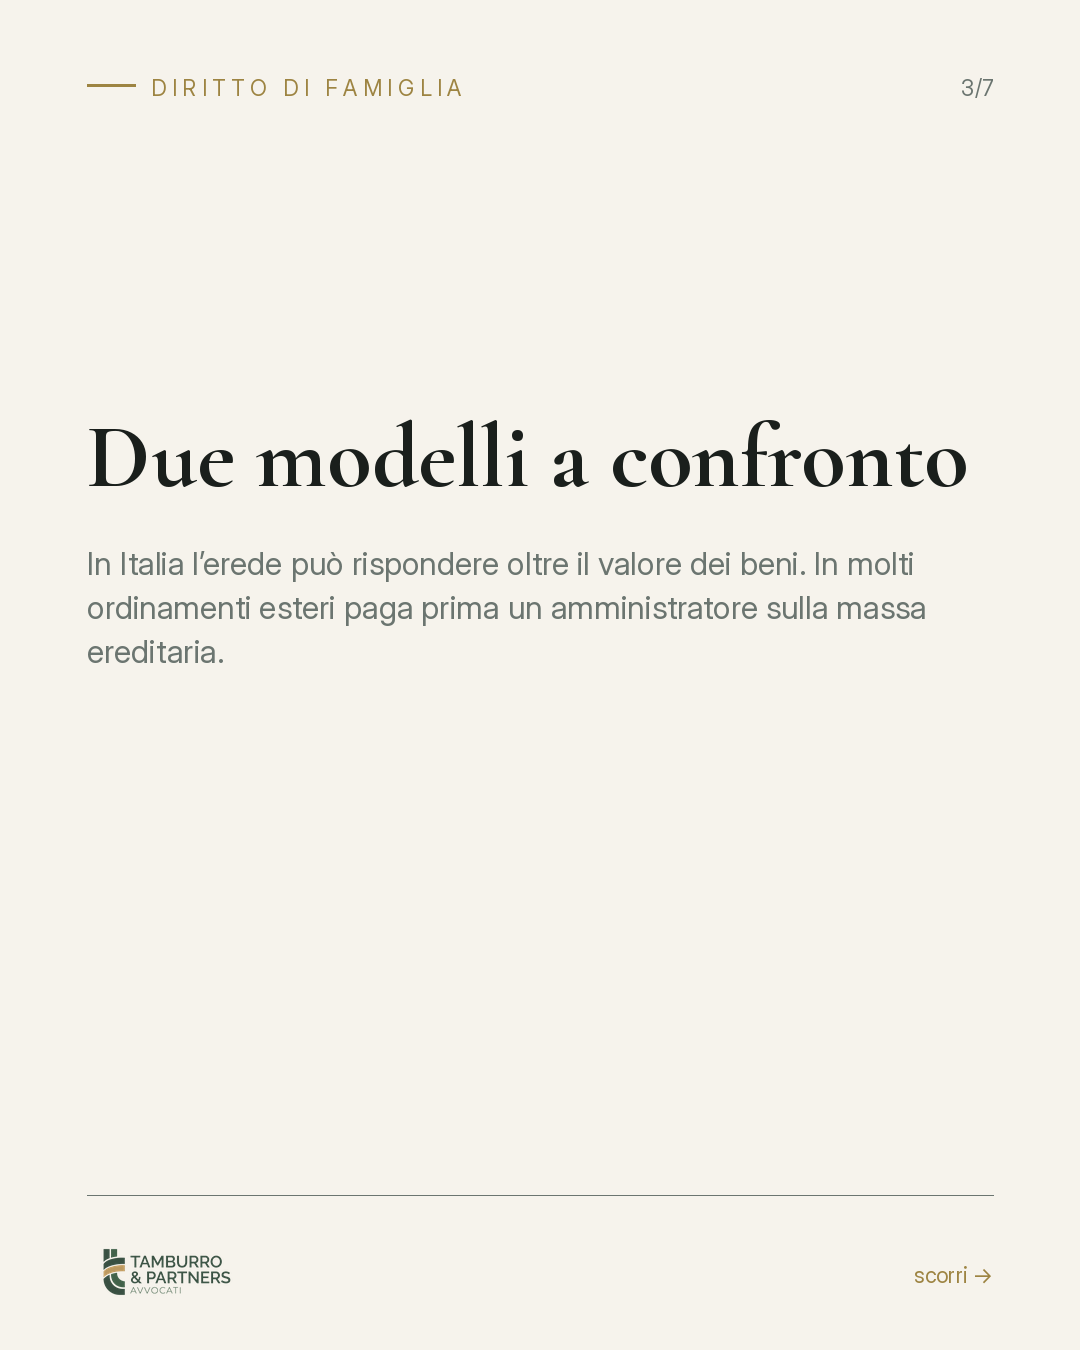 DIRITTO DI FAMIGLIA
3/7
Due modelli a confronto
In Italia l’erede può rispondere oltre il valore dei beni. In molti
ordinamenti esteri paga prima un amministratore sulla massa
ereditaria.
TAMBURRO
& PARTNERS
AVVOCATI
scorri →